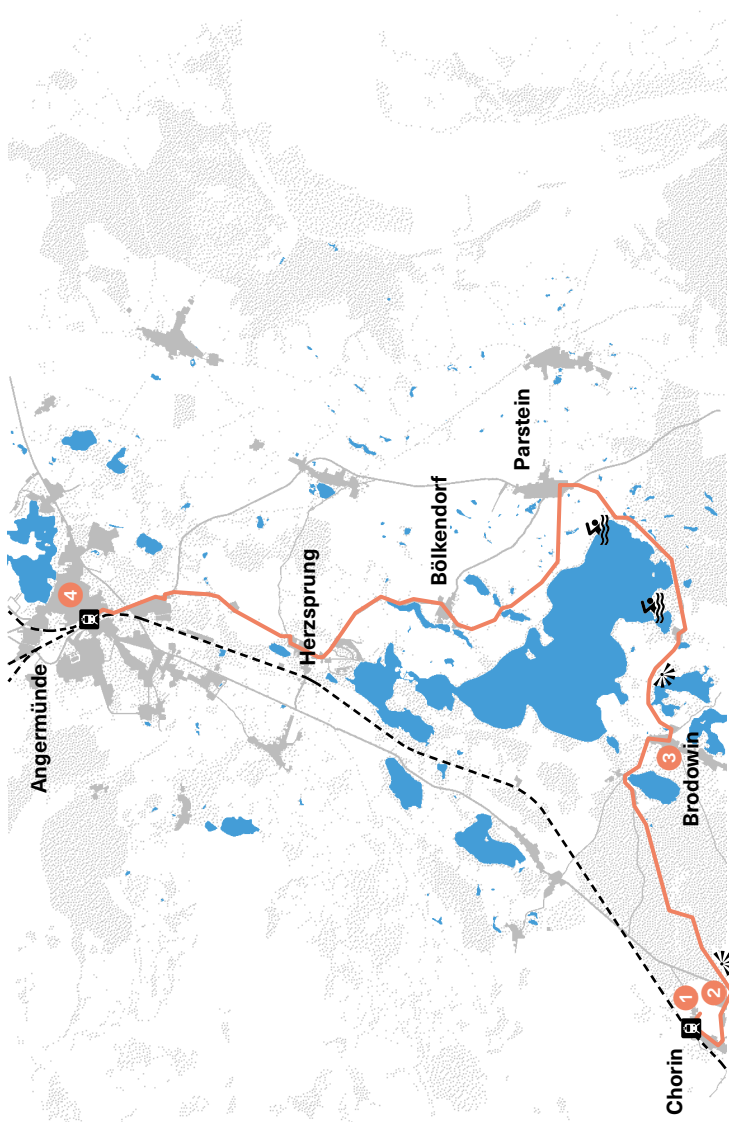 Angermünde
4
Herzsprung
Bölkendorf
Parstein
Chorin
1
2
3
Brodowin